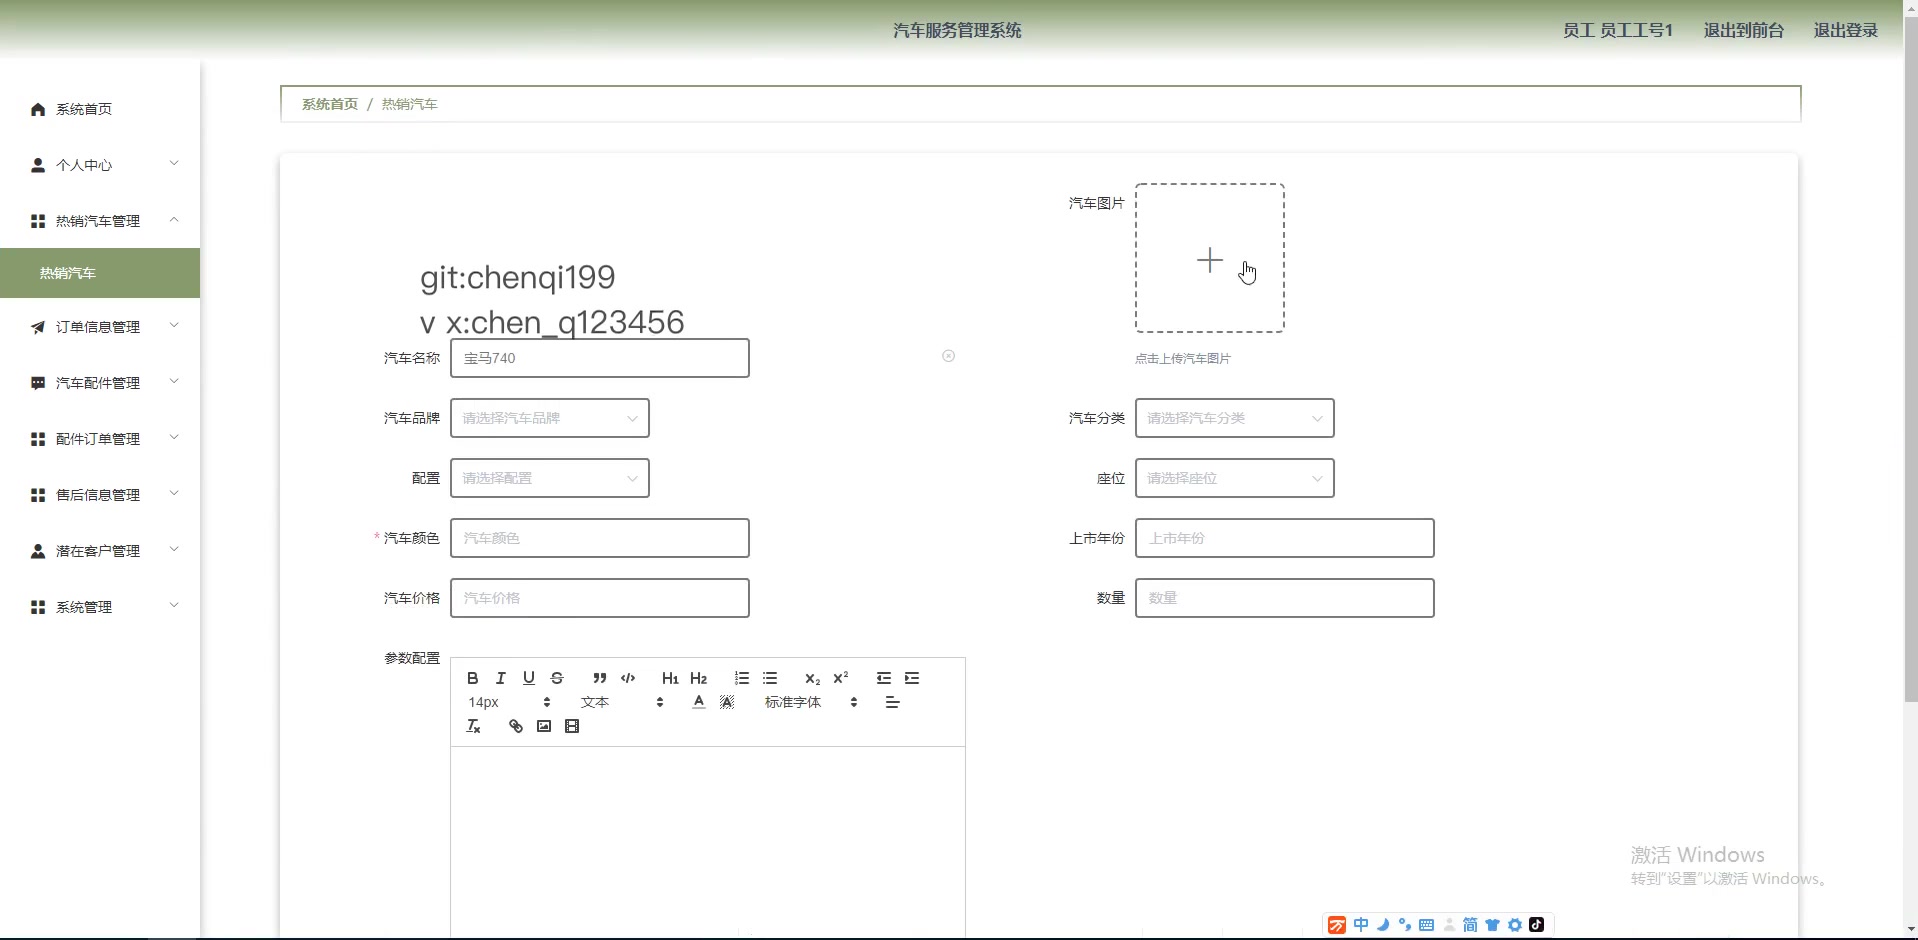 汽车服务管理系统
员工 员工工号1
退出到前台
退出登录
系统首页
个人中心
热销汽车管理
热销汽车
订单信息管理
汽车配件管理
配件订单管理
售后信息管理
潜在客户管理
系统管理
系统首页 / 热销汽车
汽车图片
点击上传汽车图片
git:chenqi199
v x:chen_q123456
汽车名称 宝马740
汽车品牌 请选择汽车品牌
汽车分类 请选择汽车分类
配置 请选择配置
座位 请选择座位
* 汽车颜色 汽车颜色
上市年份 上市年份
汽车价格 汽车价格
数量 数量
参数配置
B I U S H1 H2 X2 X2
14px 文本 A A 标准字体
Tx
激活 Windows
转到“设置”以激活 Windows。
中 简